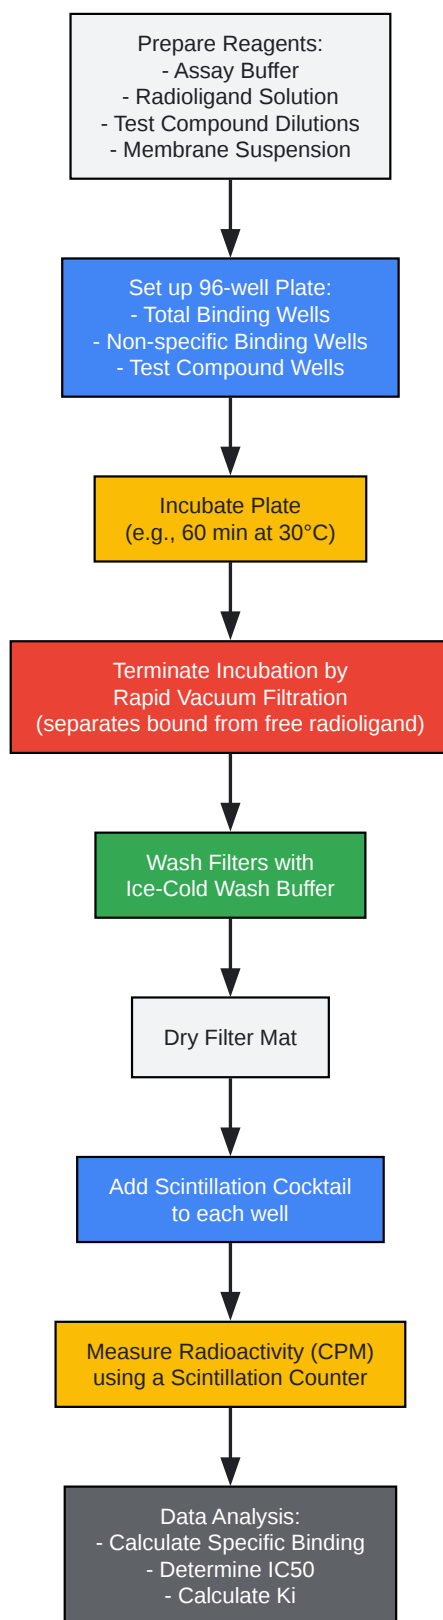 Prepare Reagents:
- Assay Buffer
- Radioligand Solution
- Test Compound Dilutions
- Membrane Suspension
Set up 96-well Plate:
- Total Binding Wells
- Non-specific Binding Wells
- Test Compound Wells
Incubate Plate
(e.g., 60 min at 30°C)
Terminate Incubation by
Rapid Vacuum Filtration
(separates bound from free radioligand)
Wash Filters with
Ice-Cold Wash Buffer
Dry Filter Mat
Add Scintillation Cocktail
to each well
Measure Radioactivity (CPM)
using a Scintillation Counter
Data Analysis:
- Calculate Specific Binding
- Determine IC50
- Calculate Ki